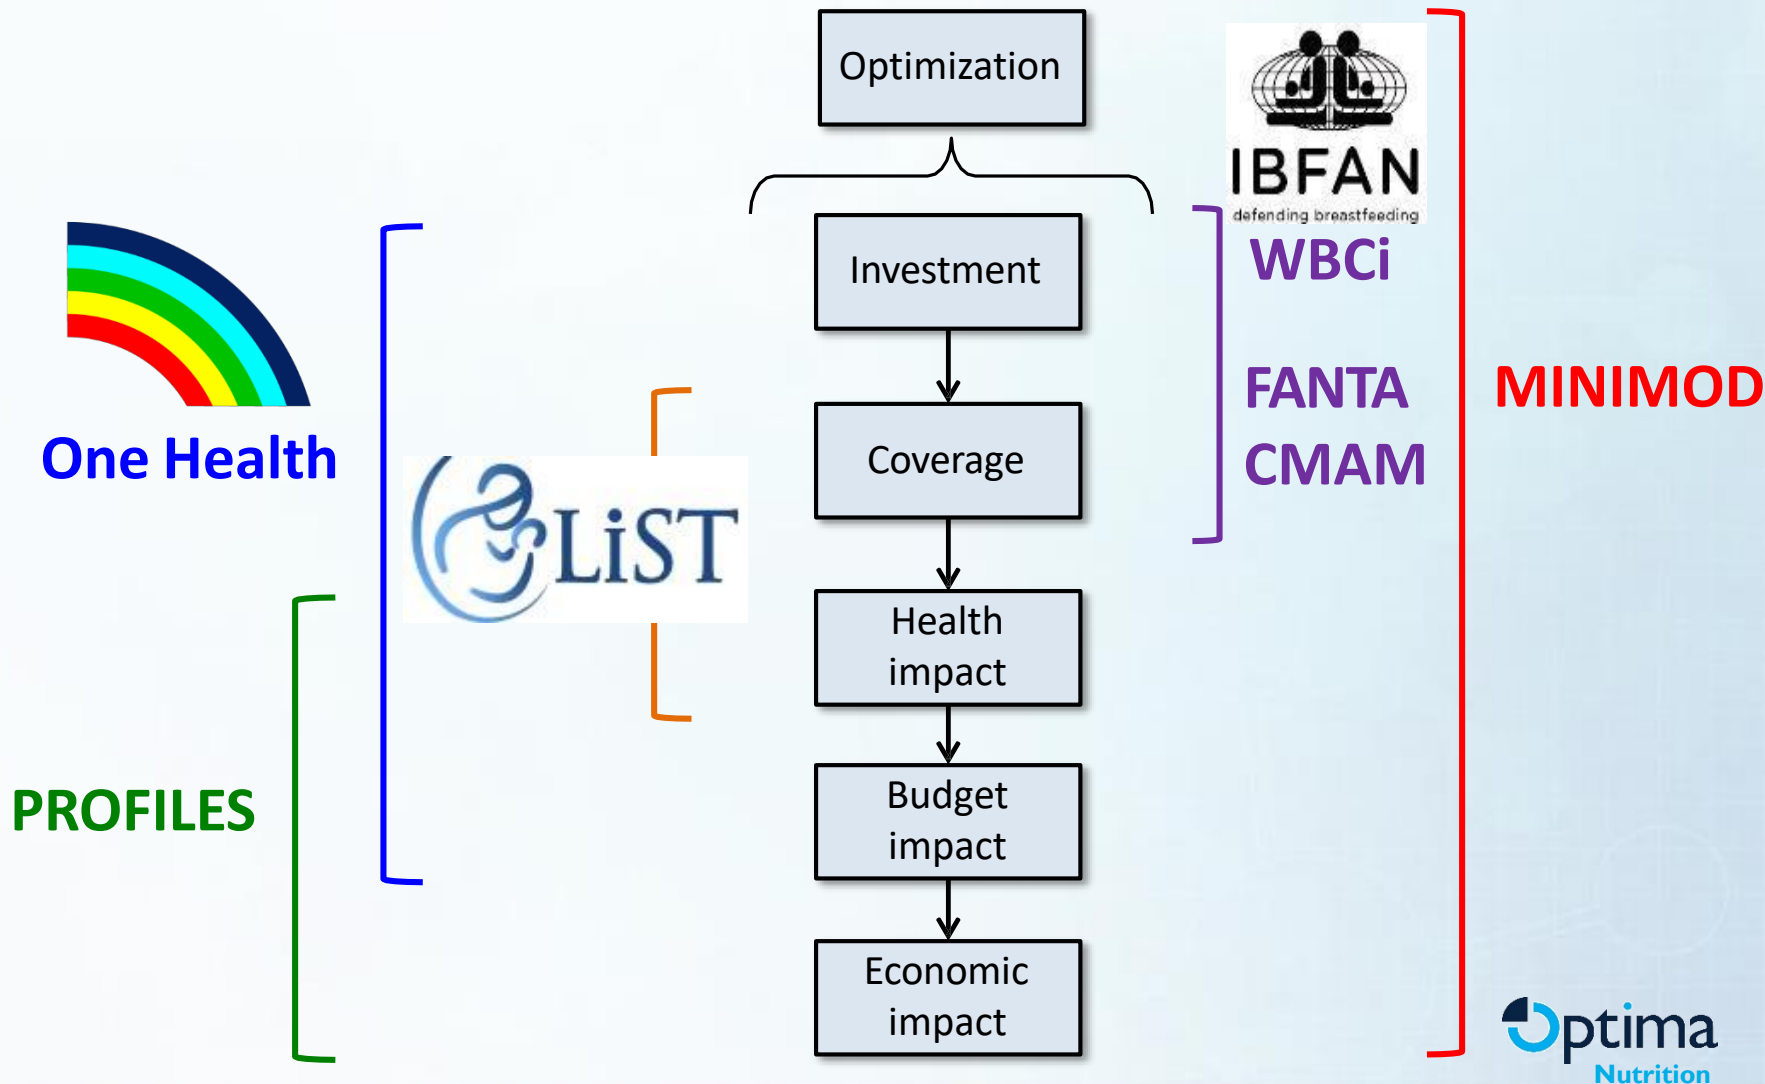 Optimization
IBFAN
defending breastfeeding
Investment
WBCi
FANTA
CMAM
MINIMOD
One Health
Coverage
LiST
Health
impact
PROFILES
Budget
impact
Economic
impact
Optima
Nutrition